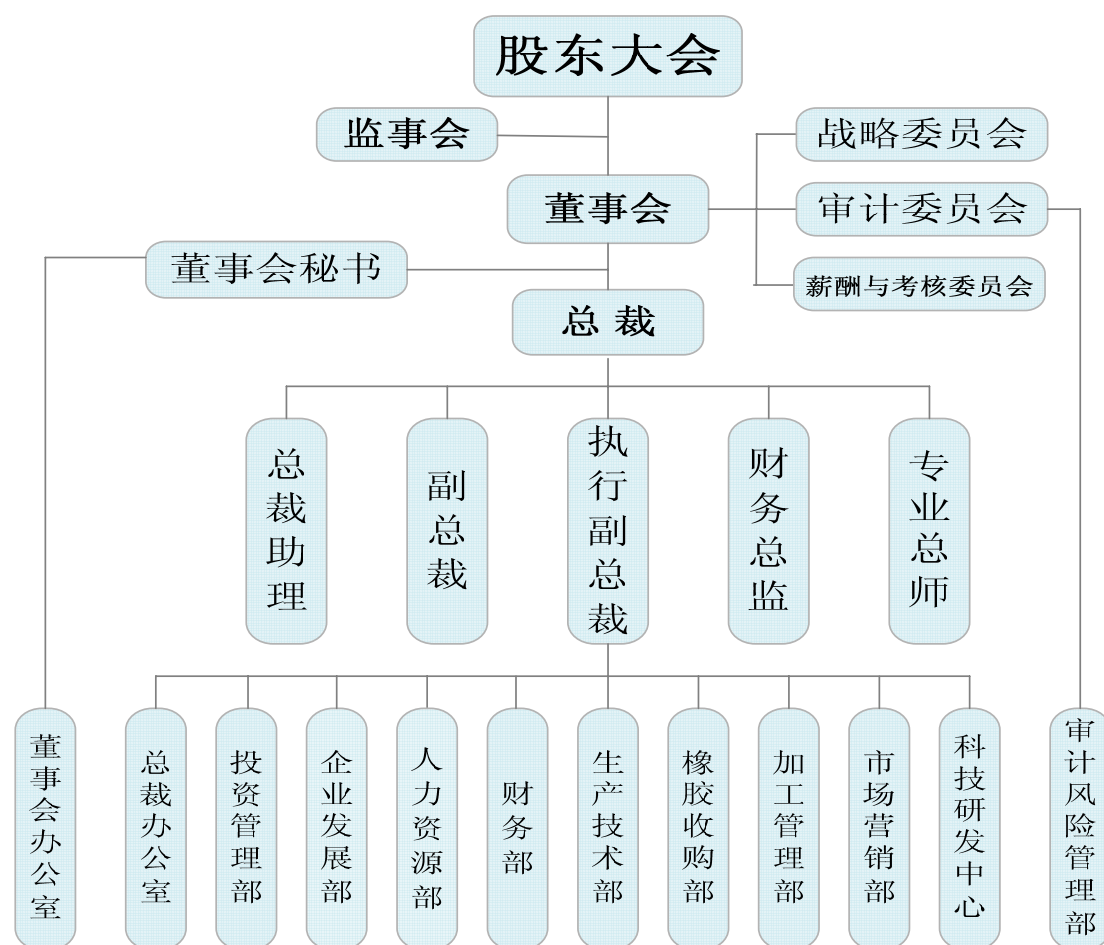 股东大会
监事会
战略委员会
董事会
审计委员会
董事会秘书
薪酬与考核委员会
总 裁
总裁助理
副总裁
执行副总裁
财务总监
专业总师
董事会办公室
总裁办公室
投资管理部
企业发展部
人力资源部
财务部
生产技术部
橡胶收购部
加工管理部
市场营销部
科技研发中心
审计风险管理部